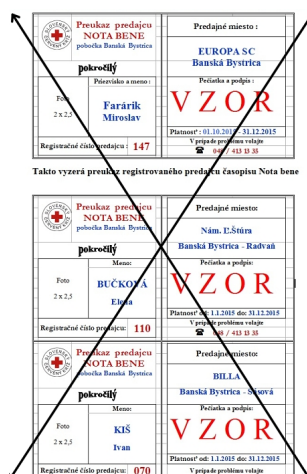 Preukaz predajcu
NOTA BENE
pobočka Banská Bystrica
Predajné miesto :
EUROPA SC
Banská Bystrica
pokročilý
Foto
2 x 2,5
Priezvisko a meno :
Farárik
Miroslav
Pečiatka a podpis :
VZOR
Registračné číslo predajcu : 147
Platnosť : 01.10.2015 - 31.12.2015
V prípade problému volajte
☎ 048 / 413 13 35
Takto vyzerá preukaz registrovaného predajcu časopisu Nota bene
Preukaz predajcu
NOTA BENE
pobočka Banská Bystrica
Predajné miesto:
Nám. Ľ.Štúra
Banská Bystrica - Radvaň
pokročilý
Foto
2 x 2,5
Meno:
BUČKOVÁ
Elena
Pečiatka a podpis:
VZOR
Registračné číslo predajcu: 110
Platnosť od: 1.1.2015 do: 31.12.2015
V prípade problému volajte
☎ 048 / 413 13 35
Preukaz predajcu
NOTA BENE
pobočka Banská Bystrica
Predajné miesto:
BILLA
Banská Bystrica - Sásová
pokročilý
Foto
2 x 2,5
Meno:
KIŠ
Ivan
Pečiatka a podpis:
VZOR
Registračné číslo predajcu: 070
Platnosť od: 1.1.2015 do: 31.12.2015
V prípade problému volajte